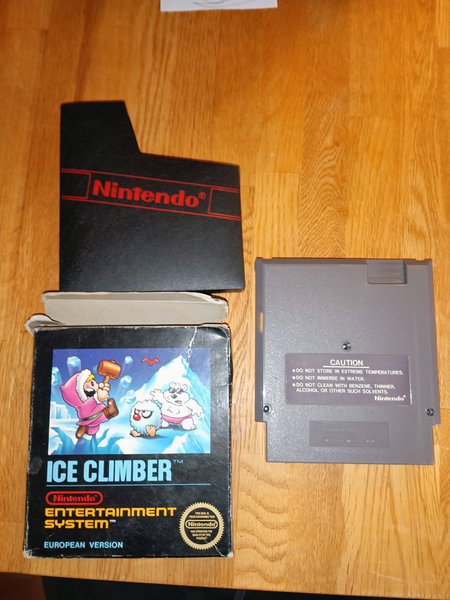 Nintendo®
ICE CLIMBER™
Nintendo
ENTERTAINMENT
SYSTEM™
EUROPEAN VERSION
Nintendo
CAUTION
●DO NOT STORE IN EXTREME TEMPERATURES.
●DO NOT IMMERSE IN WATER.
●DO NOT CLEAN WITH BENZENE, THINNER,
ALCOHOL OR OTHER SUCH SOLVENTS.
Nintendo®